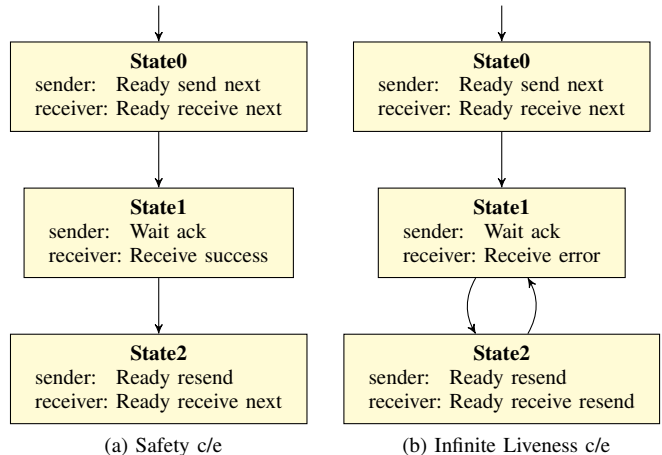 State0
sender: Ready send next
receiver: Ready receive next
State1
sender: Wait ack
receiver: Receive success
State2
sender: Ready resend
receiver: Ready receive next
(a) Safety c/e
State0
sender: Ready send next
receiver: Ready receive next
State1
sender: Wait ack
receiver: Receive error
State2
sender: Ready resend
receiver: Ready receive resend
(b) Infinite Liveness c/e